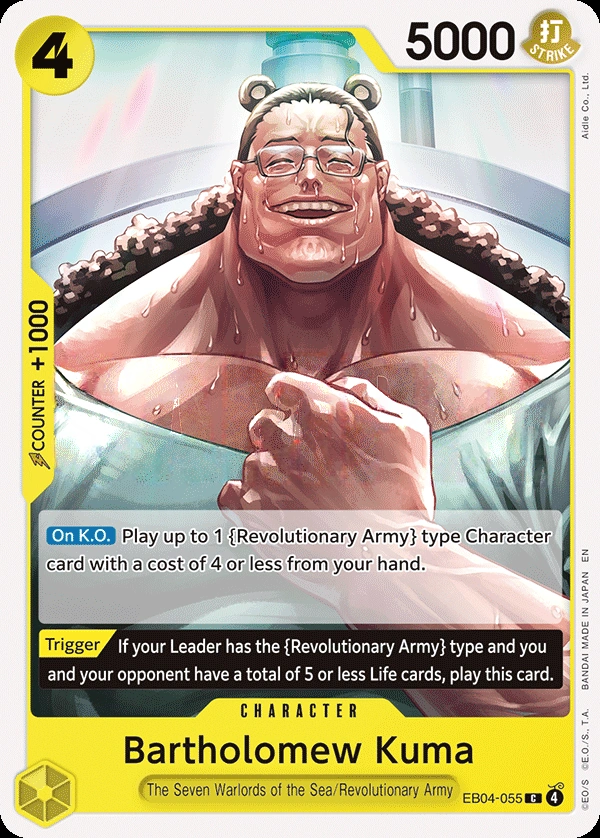 4
5000
打
STRIKE
Aidle Co., Ltd.
COUNTER +1000
On K.O. Play up to 1 {Revolutionary Army} type Character
card with a cost of 4 or less from your hand.
Trigger If your Leader has the {Revolutionary Army} type and you
and your opponent have a total of 5 or less Life cards, play this card.
CHARACTER
Bartholomew Kuma
The Seven Warlords of the Sea/Revolutionary Army
EB04-055 C 4
©EO/S ©E.O./S., T.A. BANDAI MADE IN JAPAN EN